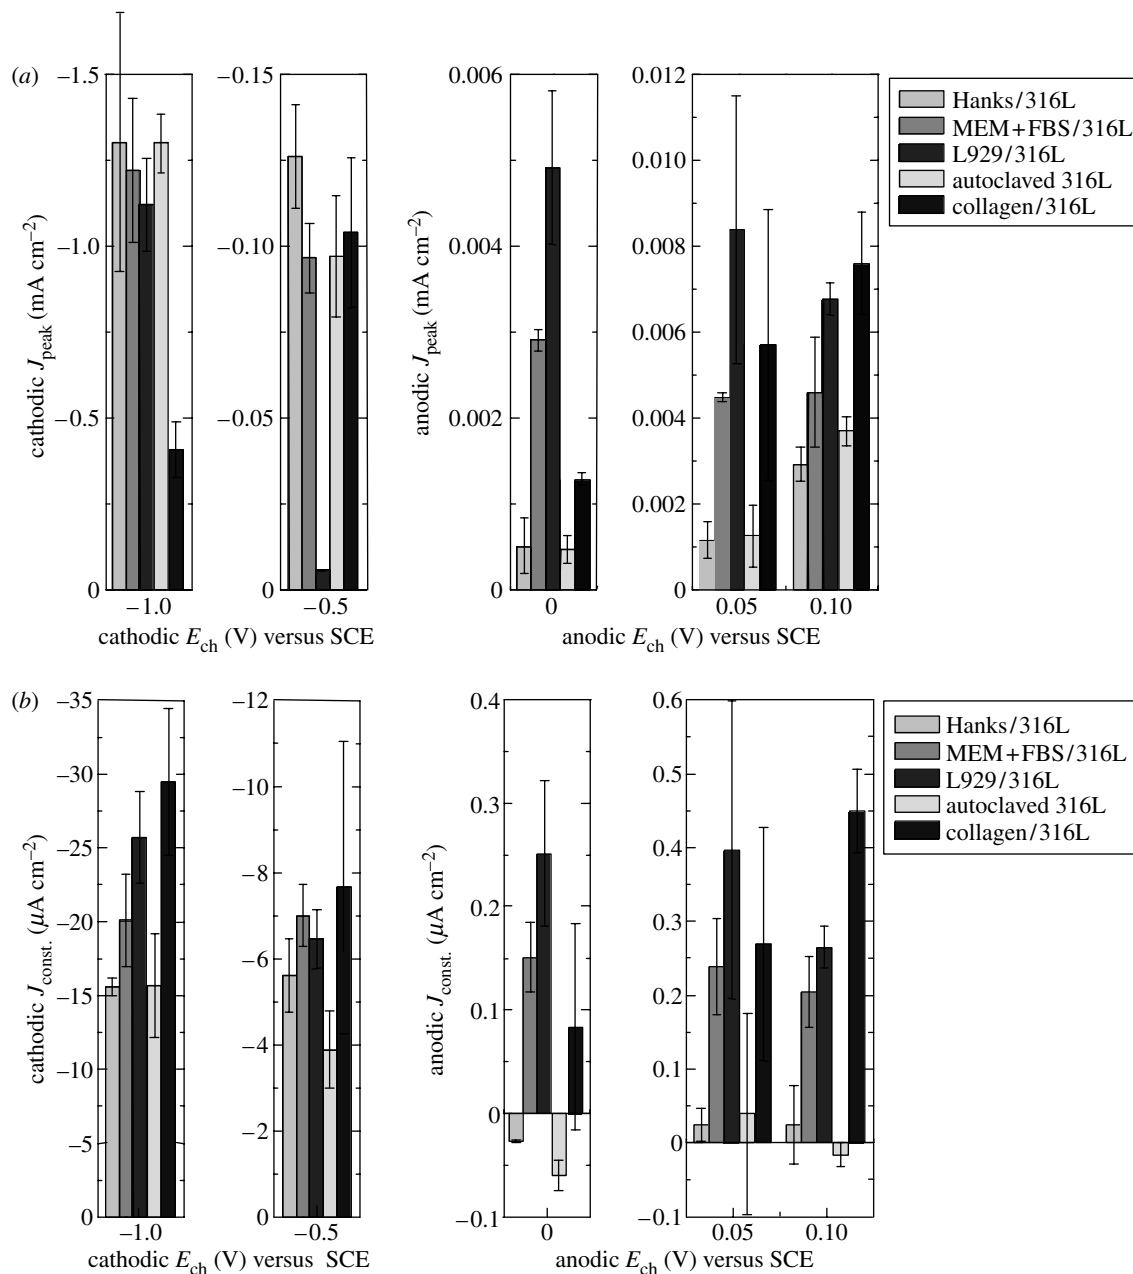 (a)
−1.5
−1.0
−0.5
0
cathodic J_peak (mA cm⁻²)
−1.0
−0.15
−0.10
−0.05
0
−0.5
cathodic E_ch (V) versus SCE
0.006
0.004
0.002
0
anodic J_peak (mA cm⁻²)
0
0.012
0.010
0.008
0.006
0.004
0.002
0
0.05 0.10
anodic E_ch (V) versus SCE
Hanks/316L
MEM+FBS/316L
L929/316L
autoclaved 316L
collagen/316L
(b)
−35
−30
−25
−20
−15
−10
−5
0
cathodic J_const. (μA cm⁻²)
−1.0
−12
−10
−8
−6
−4
−2
0
−0.5
cathodic E_ch (V) versus SCE
0.4
0.3
0.2
0.1
0
−0.1
anodic J_const. (μA cm⁻²)
0
0.6
0.5
0.4
0.3
0.2
0.1
0
−0.1
0.05 0.10
anodic E_ch (V) versus SCE
Hanks/316L
MEM+FBS/316L
L929/316L
autoclaved 316L
collagen/316L